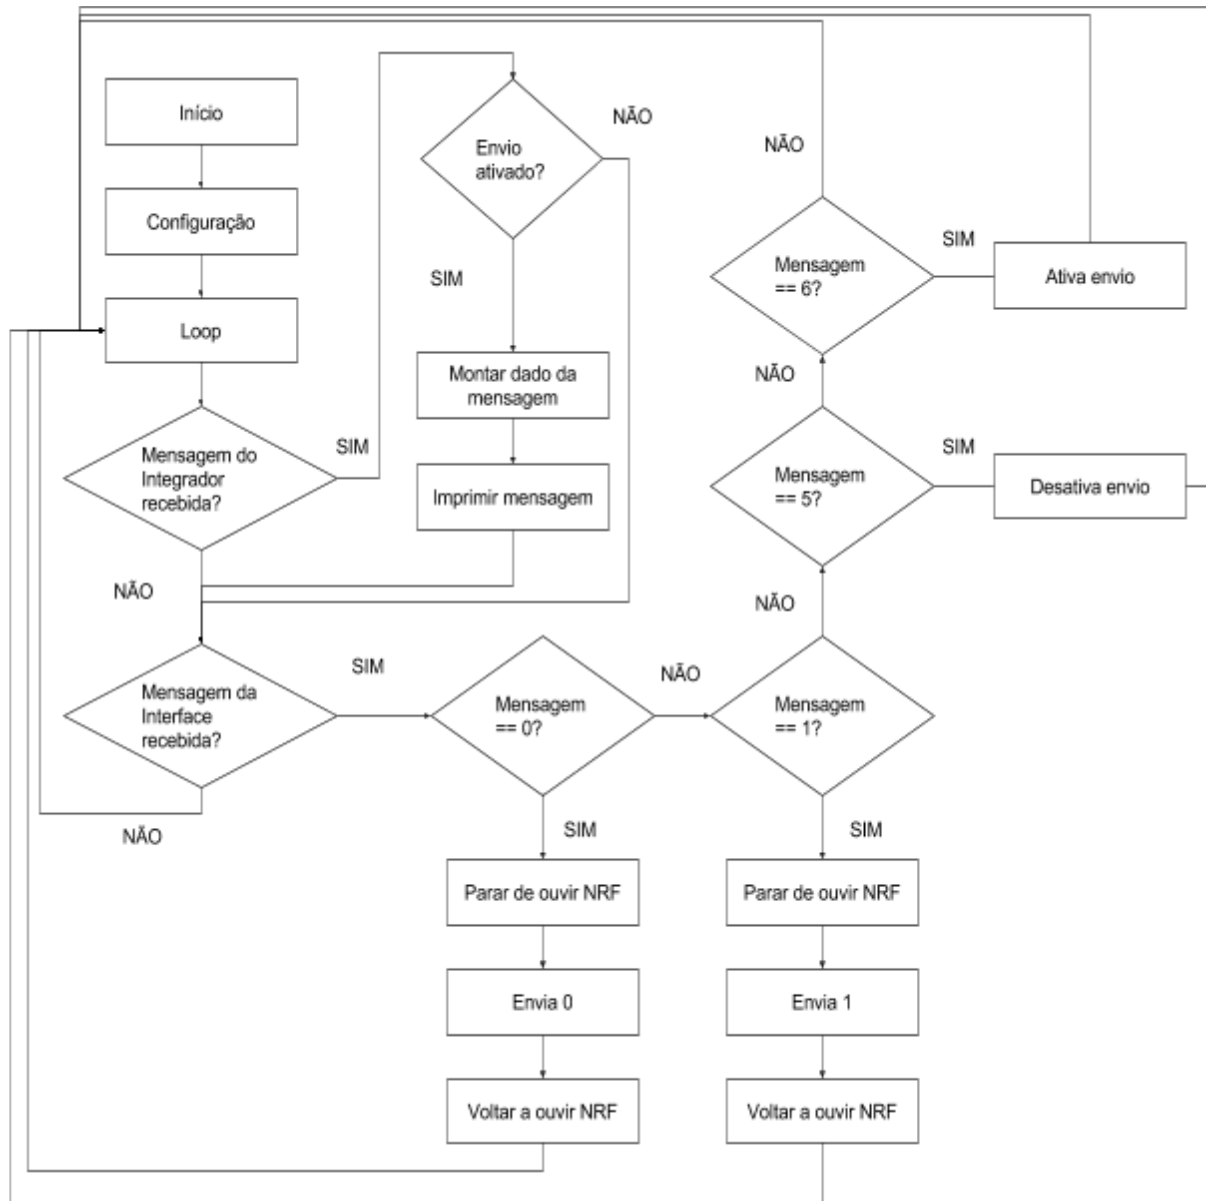 Início
Configuração
Loop
Mensagem do
Integrador
recebida?
SIM
NÃO
Envio
ativado?
NÃO
SIM
Montar dado da
mensagem
Imprimir mensagem
Mensagem da
Interface
recebida?
SIM
NÃO
Mensagem
== 0?
NÃO
SIM
Parar de ouvir NRF
Envia 0
Voltar a ouvir NRF
Mensagem
== 1?
SIM
Parar de ouvir NRF
Envia 1
Voltar a ouvir NRF
NÃO
Mensagem
== 5?
SIM
Desativa envio
NÃO
Mensagem
== 6?
SIM
Ativa envio
NÃO